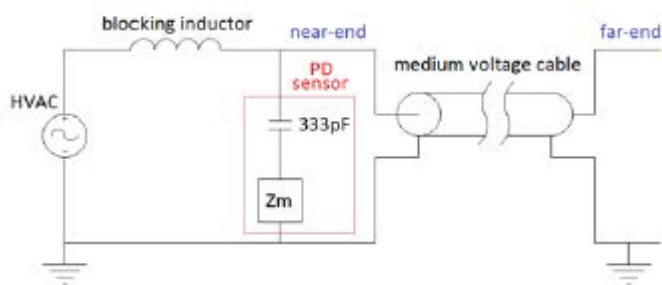 blocking inductor
near-end
far-end
PD
sensor
medium voltage cable
HVAC
333pF
Zm